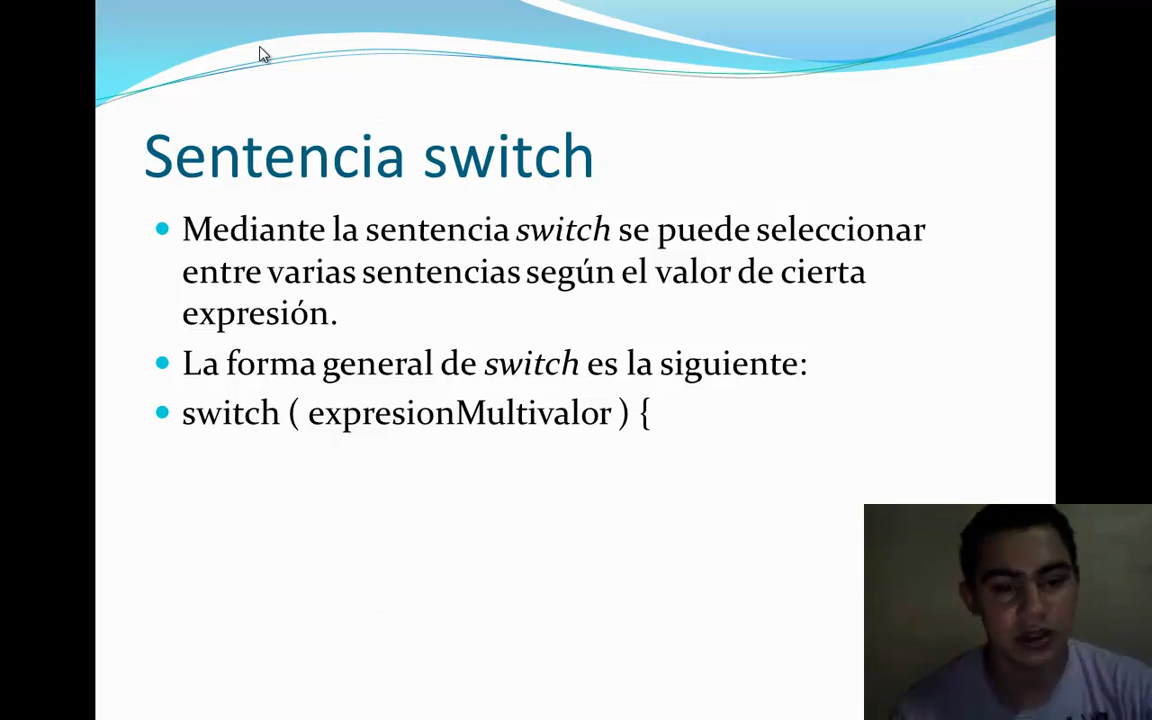 Sentencia switch
Mediante la sentencia switch se puede seleccionar
entre varias sentencias según el valor de cierta
expresión.
La forma general de switch es la siguiente:
switch ( expresionMultivalor ) {